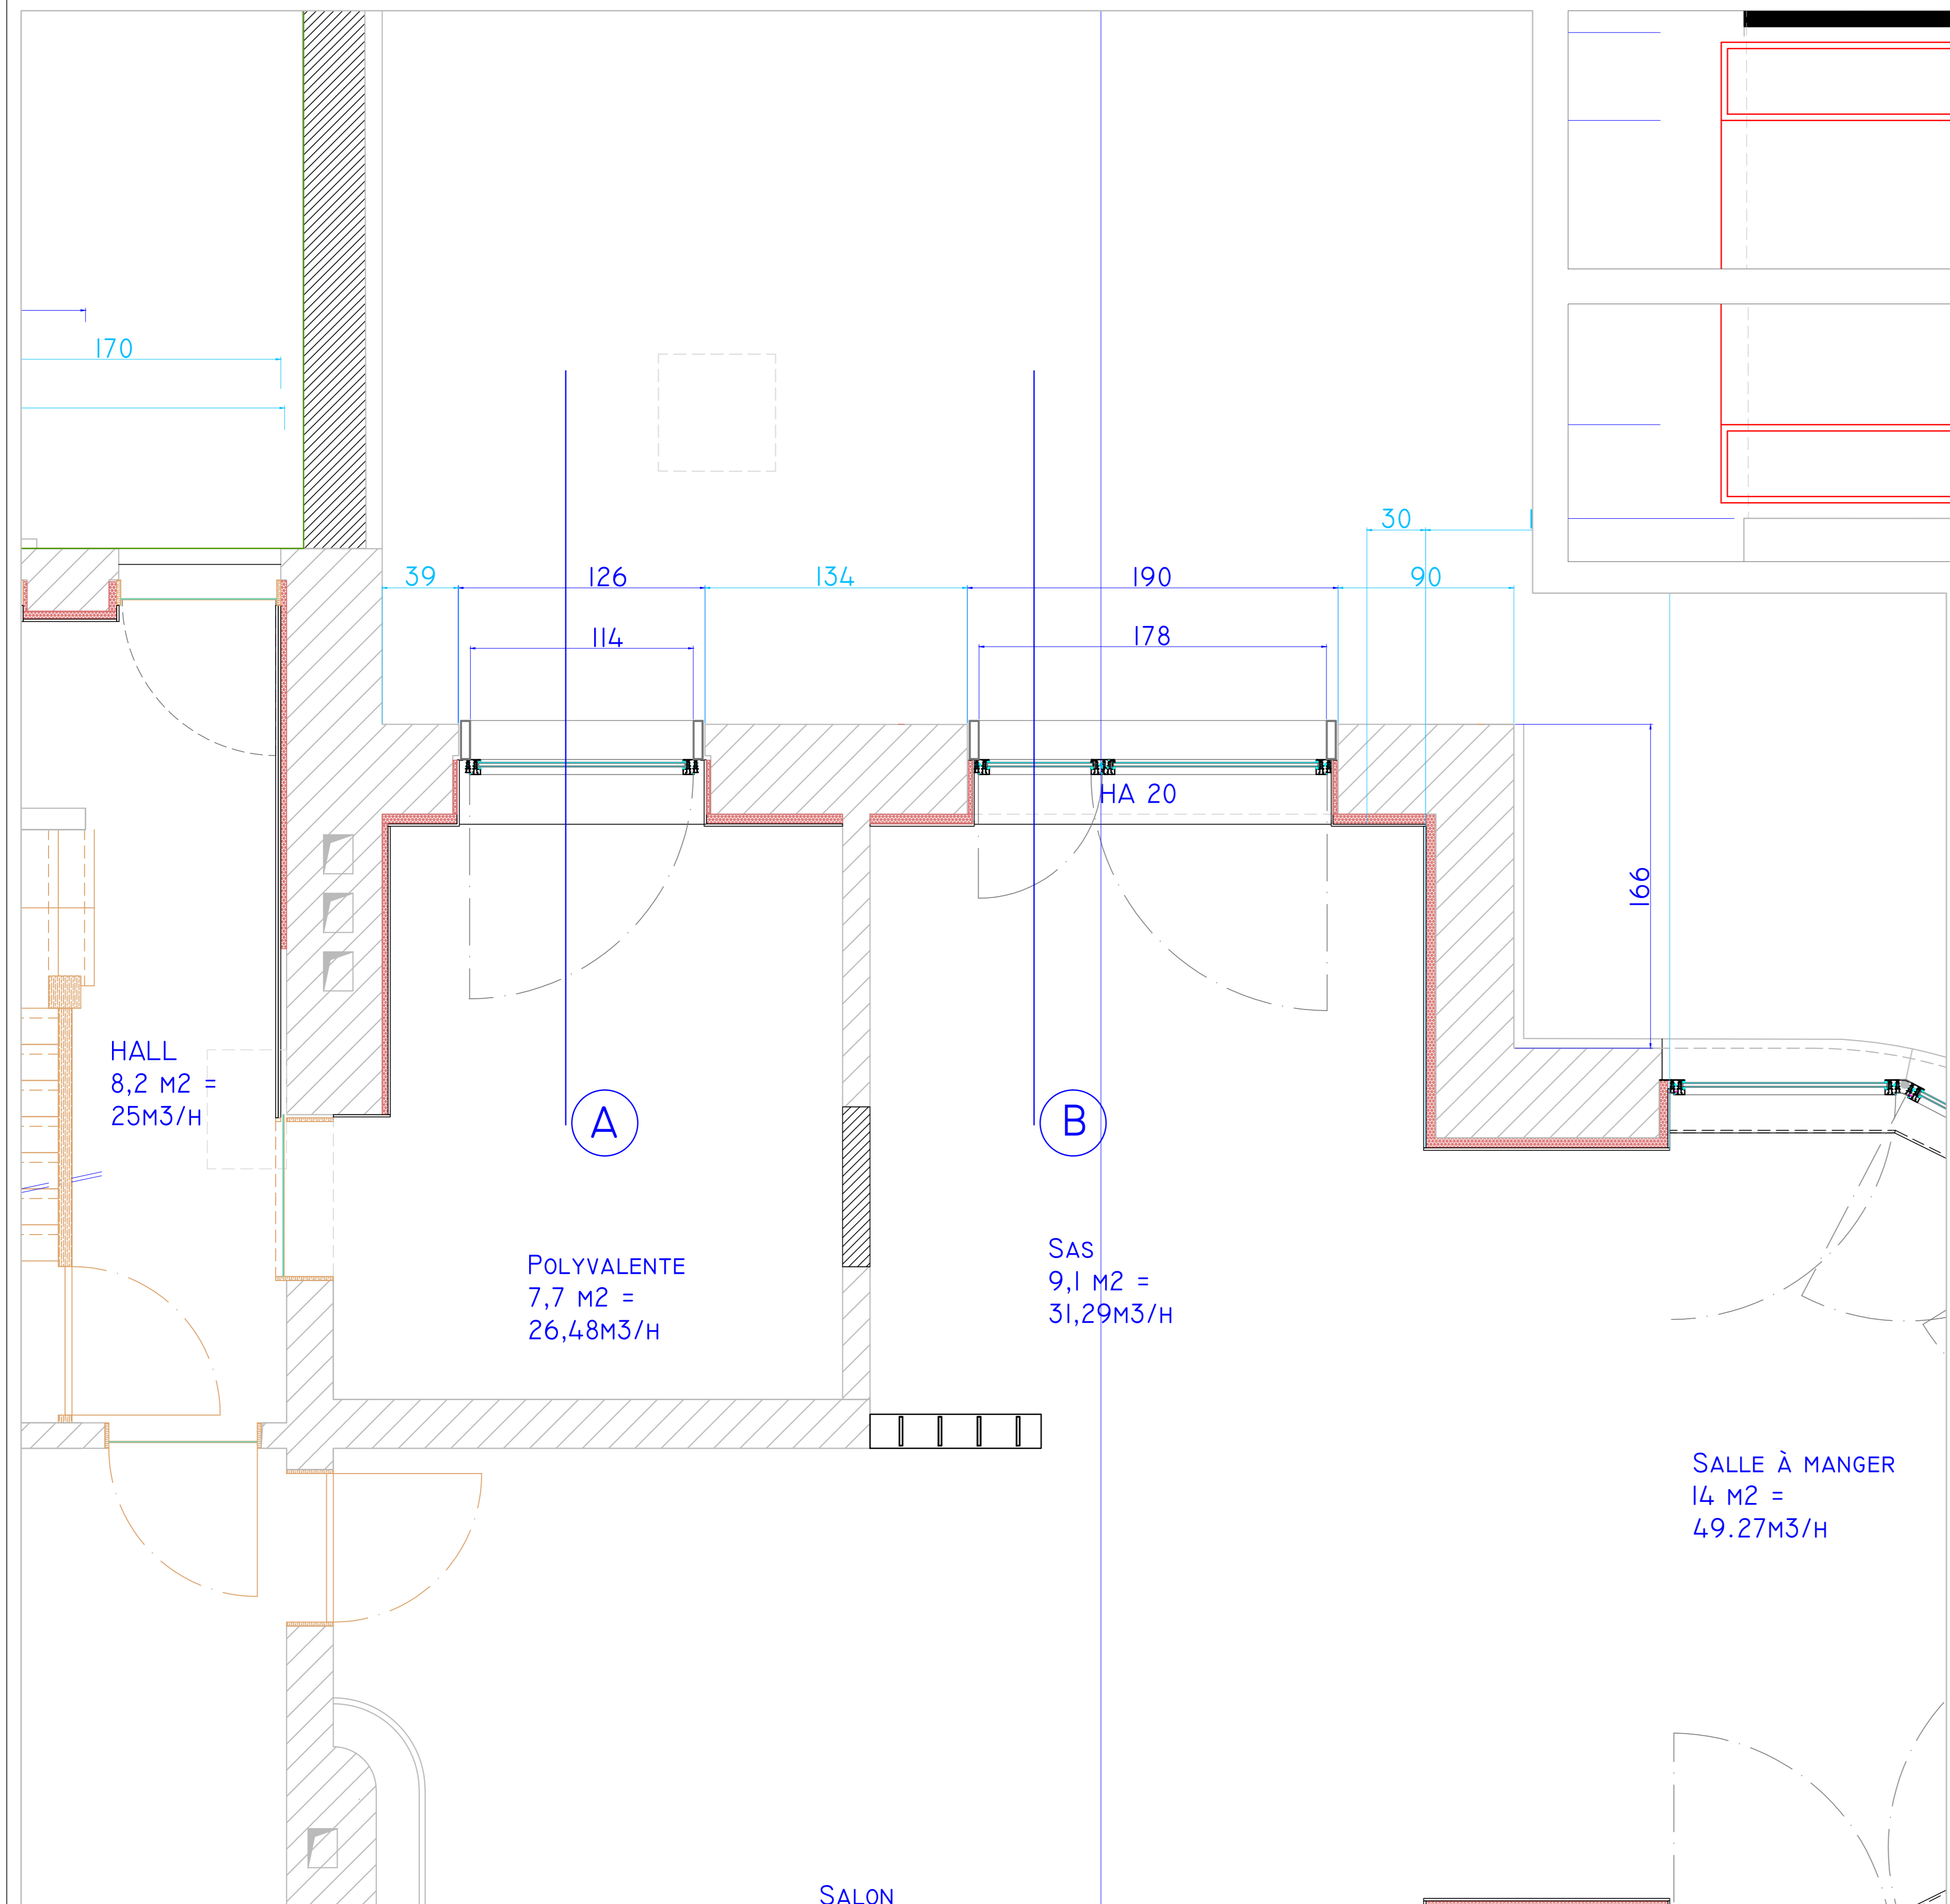 170
30
39
126
134
190
90
114
178
HA 20
166
HALL
8,2 M2 =
25M3/H
A
B
POLYVALENTE
7,7 M2 =
26,48M3/H
SAS
9,1 M2 =
31,29M3/H
SALLE À MANGER
14 M2 =
49.27M3/H
SALON